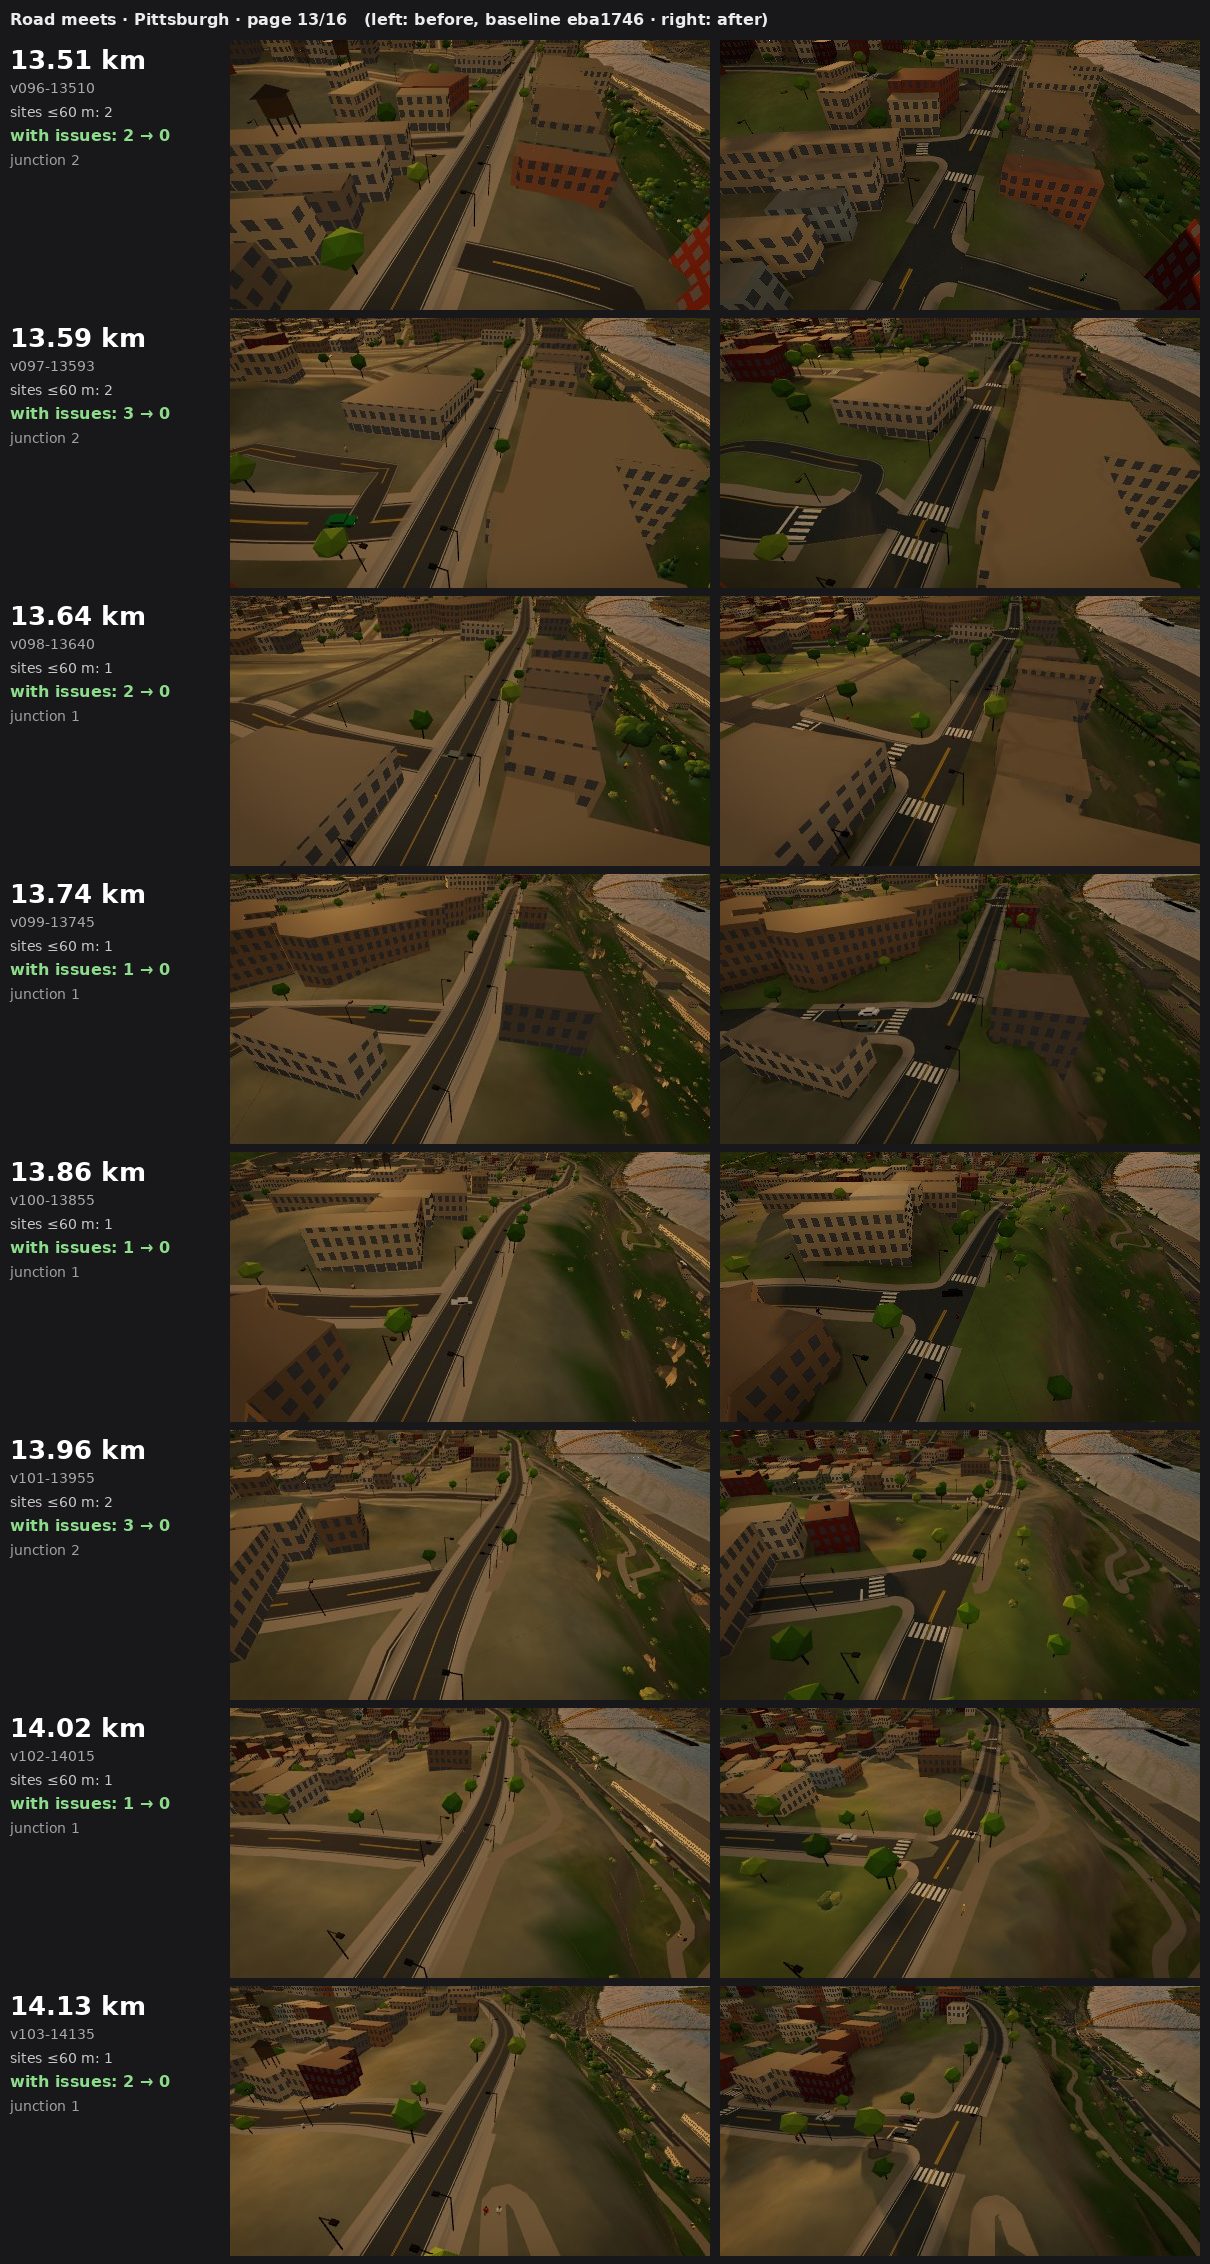 Road meets · Pittsburgh · page 13/16 (left: before, baseline eba1746 · right: after)
13.51 km
v096-13510
sites ≤60 m: 2
with issues: 2 → 0
junction 2
13.59 km
v097-13593
sites ≤60 m: 2
with issues: 3 → 0
junction 2
13.64 km
v098-13640
sites ≤60 m: 1
with issues: 2 → 0
junction 1
13.74 km
v099-13745
sites ≤60 m: 1
with issues: 1 → 0
junction 1
13.86 km
v100-13855
sites ≤60 m: 1
with issues: 1 → 0
junction 1
13.96 km
v101-13955
sites ≤60 m: 2
with issues: 3 → 0
junction 2
14.02 km
v102-14015
sites ≤60 m: 1
with issues: 1 → 0
junction 1
14.13 km
v103-14135
sites ≤60 m: 1
with issues: 2 → 0
junction 1